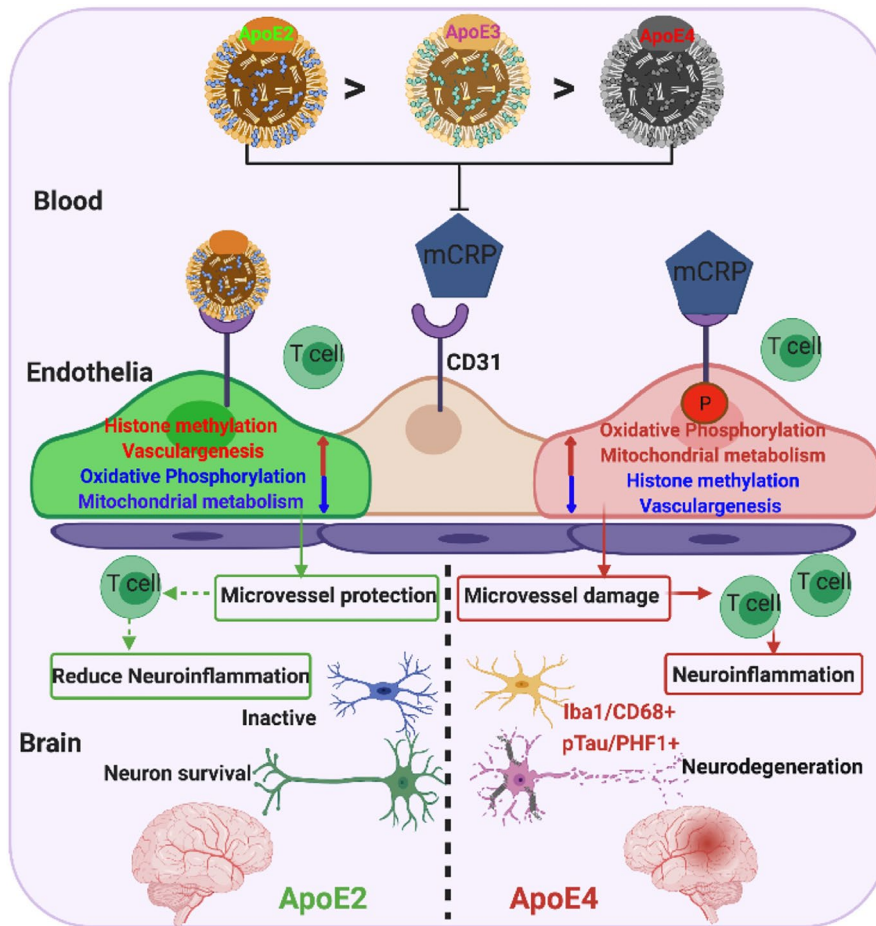 ApoE2
ApoE3
ApoE4
>
>
Blood
mCRP
mCRP
T cell
CD31
T cell
Endothelia
P
Histone methylation
Vasculargenesis
Oxidative Phosphorylation
Mitochondrial metabolism
Oxidative Phosphorylation
Mitochondrial metabolism
Histone methylation
Vasculargenesis
T cell
Microvessel protection
Microvessel damage
T cell
T cell
Reduce Neuroinflammation
Neuroinflammation
Inactive
Iba1/CD68+
pTau/PHF1+
Brain
Neuron survival
Neurodegeneration
ApoE2
ApoE4